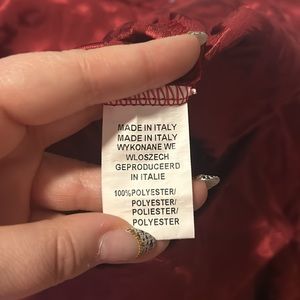 MADE IN ITALY
MADE IN ITALY
WYKONANE WE
WLOSZECH
GEPRODUCEERD
IN ITALIE
100%POLYESTER/
POLYESTER/
POLIESTER/
POLYESTER